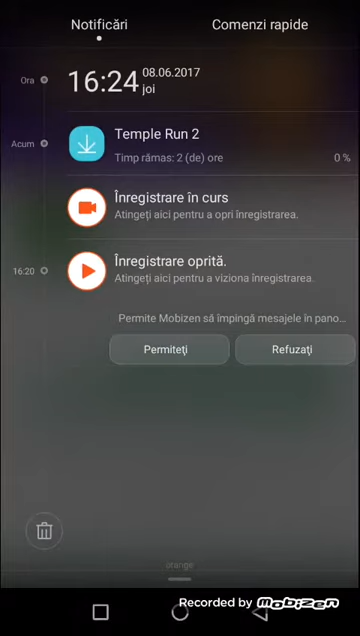 Notificări
Comenzi rapide
Ora
16:24
08.06.2017
joi
Acum
Temple Run 2
Timp rămas: 2 (de) ore
0 %
Înregistrare în curs
Atingeți aici pentru a opri înregistrarea.
16:20
Înregistrare oprită.
Atingeți aici pentru a viziona înregistrarea.
Permite Mobizen să împingă mesajele în pano...
Permiteţi
Refuzaţi
orange
Recorded by Mobizen